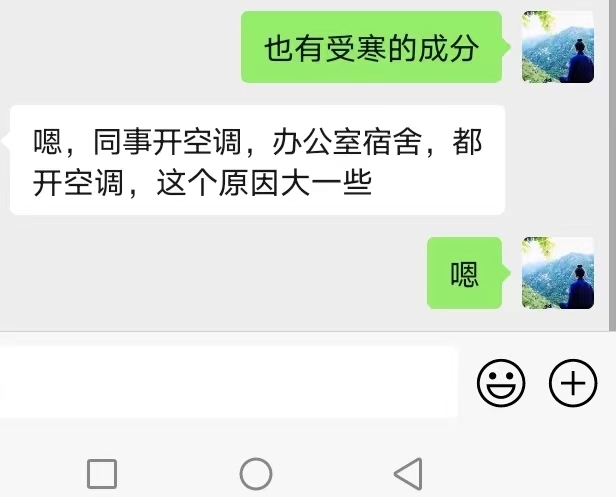 也有受寒的成分
嗯，同事开空调，办公室宿舍，都
开空调，这个原因大一些
嗯